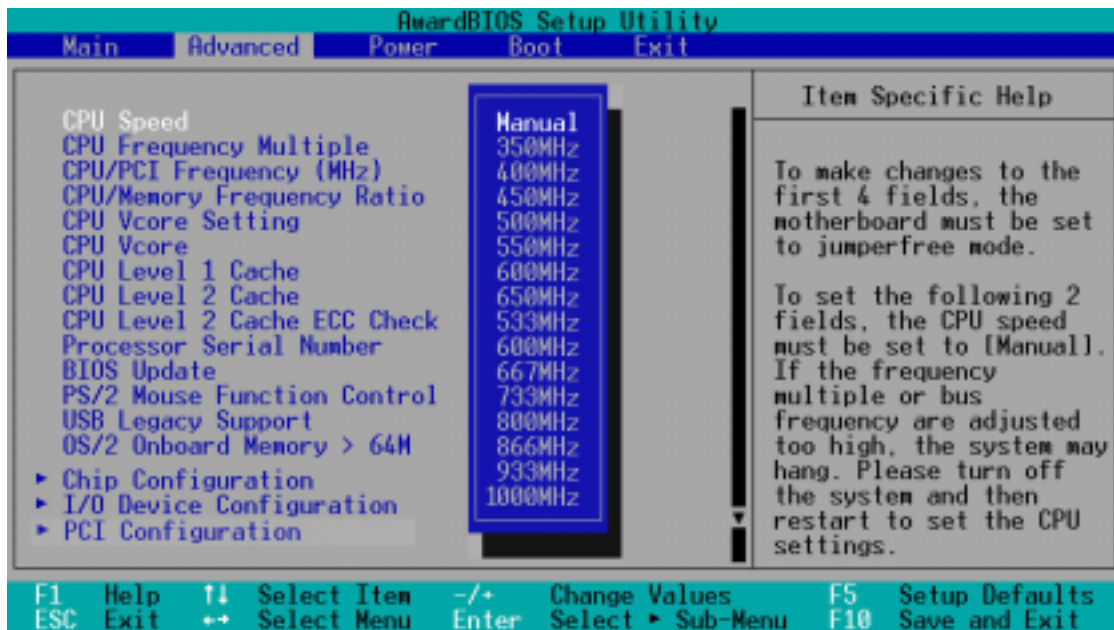 AwardBIOS Setup Utility
Main Advanced Power Boot Exit
CPU Speed
CPU Frequency Multiple
CPU/PCI Frequency (MHz)
CPU/Memory Frequency Ratio
CPU Vcore Setting
CPU Vcore
CPU Level 1 Cache
CPU Level 2 Cache
CPU Level 2 Cache ECC Check
Processor Serial Number
BIOS Update
PS/2 Mouse Function Control
USB Legacy Support
OS/2 Onboard Memory > 64M
► Chip Configuration
► I/O Device Configuration
► PCI Configuration
Manual
350MHz
400MHz
450MHz
500MHz
550MHz
600MHz
650MHz
533MHz
600MHz
667MHz
733MHz
800MHz
866MHz
933MHz
1000MHz
Item Specific Help
To make changes to the
first 4 fields, the
motherboard must be set
to jumperfree mode.
To set the following 2
fields, the CPU speed
must be set to [Manual].
If the frequency
multiple or bus
frequency are adjusted
too high, the system may
hang. Please turn off
the system and then
restart to set the CPU
settings.
F1 Help ↑↓ Select Item -/+ Change Values F5 Setup Defaults
ESC Exit ←→ Select Menu Enter Select ► Sub-Menu F10 Save and Exit